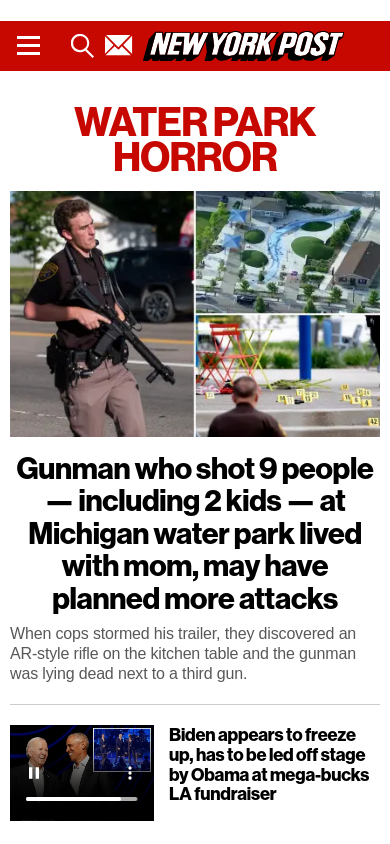 NEW YORK POST
WATER PARK
HORROR
42
Gunman who shot 9 people
— including 2 kids — at
Michigan water park lived
with mom, may have
planned more attacks
When cops stormed his trailer, they discovered an
AR-style rifle on the kitchen table and the gunman
was lying dead next to a third gun.
Biden appears to freeze
up, has to be led off stage
by Obama at mega-bucks
LA fundraiser